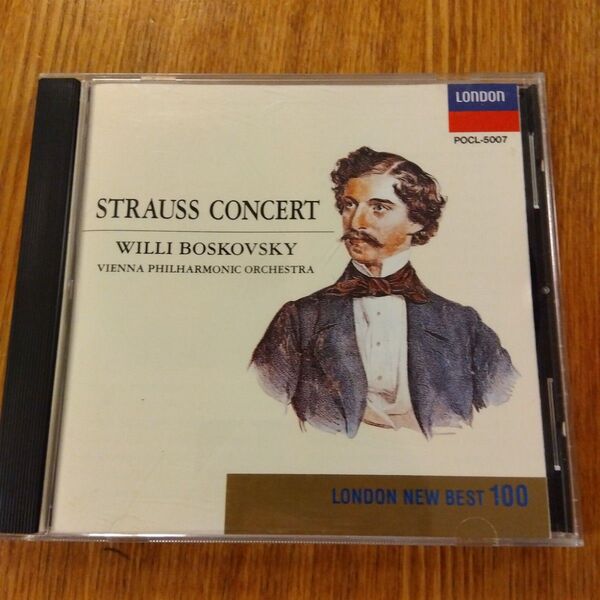 LONDON
POCL-5007
STRAUSS CONCERT
WILLI BOSKOVSKY
VIENNA PHILHARMONIC ORCHESTRA
LONDON NEW BEST 100